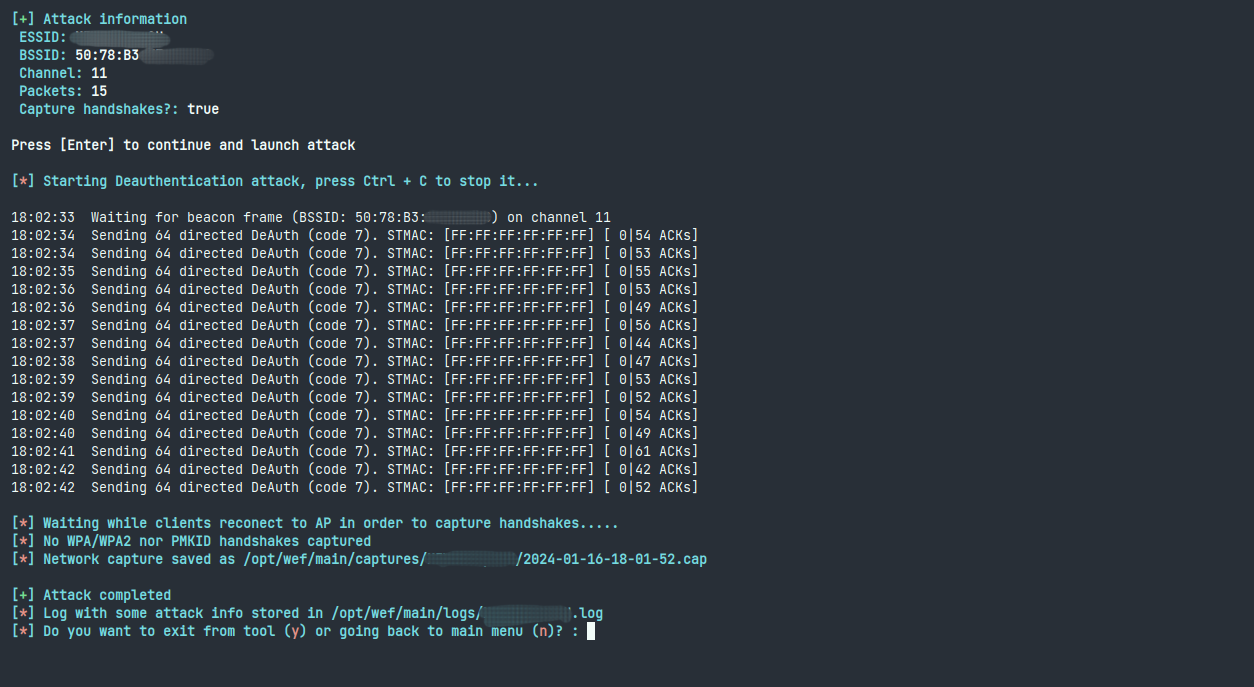 [+] Attack information
ESSID:
BSSID: 50:78:B3
Channel: 11
Packets: 15
Capture handshakes?: true
Press [Enter] to continue and launch attack
[*] Starting Deauthentication attack, press Ctrl + C to stop it...
18:02:33  Waiting for beacon frame (BSSID: 50:78:B3:) on channel 11
18:02:34  Sending 64 directed DeAuth (code 7). STMAC: [FF:FF:FF:FF:FF:FF] [ 0|54 ACKs]
18:02:34  Sending 64 directed DeAuth (code 7). STMAC: [FF:FF:FF:FF:FF:FF] [ 0|53 ACKs]
18:02:35  Sending 64 directed DeAuth (code 7). STMAC: [FF:FF:FF:FF:FF:FF] [ 0|55 ACKs]
18:02:36  Sending 64 directed DeAuth (code 7). STMAC: [FF:FF:FF:FF:FF:FF] [ 0|53 ACKs]
18:02:36  Sending 64 directed DeAuth (code 7). STMAC: [FF:FF:FF:FF:FF:FF] [ 0|49 ACKs]
18:02:37  Sending 64 directed DeAuth (code 7). STMAC: [FF:FF:FF:FF:FF:FF] [ 0|56 ACKs]
18:02:37  Sending 64 directed DeAuth (code 7). STMAC: [FF:FF:FF:FF:FF:FF] [ 0|44 ACKs]
18:02:38  Sending 64 directed DeAuth (code 7). STMAC: [FF:FF:FF:FF:FF:FF] [ 0|47 ACKs]
18:02:39  Sending 64 directed DeAuth (code 7). STMAC: [FF:FF:FF:FF:FF:FF] [ 0|53 ACKs]
18:02:39  Sending 64 directed DeAuth (code 7). STMAC: [FF:FF:FF:FF:FF:FF] [ 0|52 ACKs]
18:02:40  Sending 64 directed DeAuth (code 7). STMAC: [FF:FF:FF:FF:FF:FF] [ 0|54 ACKs]
18:02:40  Sending 64 directed DeAuth (code 7). STMAC: [FF:FF:FF:FF:FF:FF] [ 0|49 ACKs]
18:02:41  Sending 64 directed DeAuth (code 7). STMAC: [FF:FF:FF:FF:FF:FF] [ 0|61 ACKs]
18:02:42  Sending 64 directed DeAuth (code 7). STMAC: [FF:FF:FF:FF:FF:FF] [ 0|42 ACKs]
18:02:42  Sending 64 directed DeAuth (code 7). STMAC: [FF:FF:FF:FF:FF:FF] [ 0|52 ACKs]
[*] Waiting while clients reconect to AP in order to capture handshakes.....
[*] No WPA/WPA2 nor PMKID handshakes captured
[*] Network capture saved as /opt/wef/main/captures/ /2024-01-16-18-01-52.cap
[+] Attack completed
[*] Log with some attack info stored in /opt/wef/main/logs/ .log
[*] Do you want to exit from tool (y) or going back to main menu (n)? :